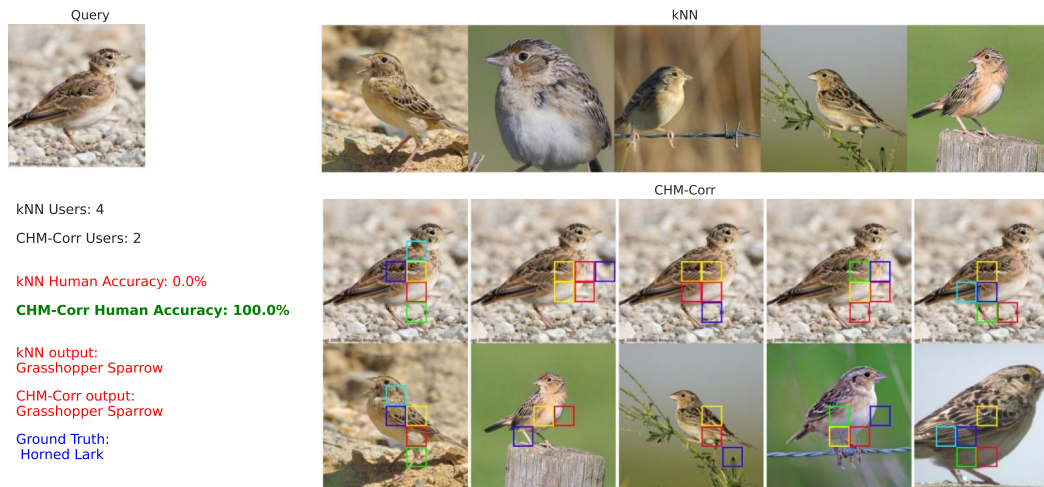 Query
kNN
kNN Users: 4
CHM-Corr Users: 2
kNN Human Accuracy: 0.0%
CHM-Corr Human Accuracy: 100.0%
kNN output:
Grasshopper Sparrow
CHM-Corr output:
Grasshopper Sparrow
Ground Truth:
Horned Lark
CHM-Corr